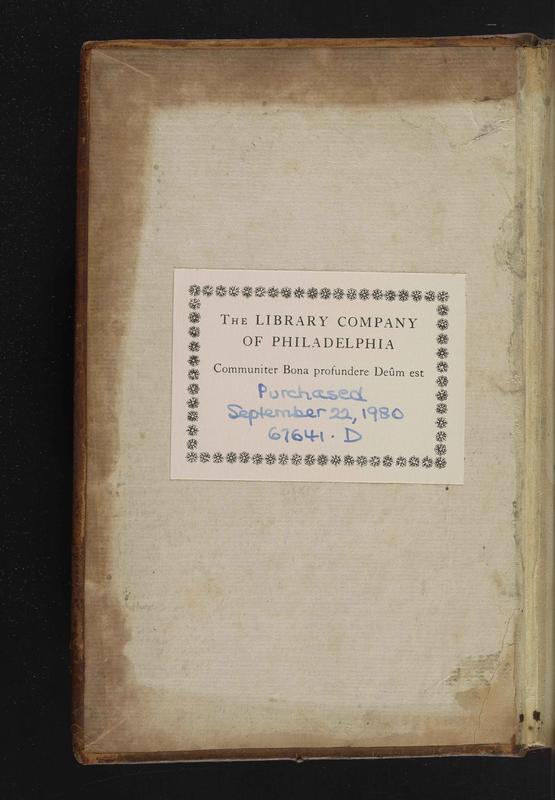 The LIBRARY COMPANY
OF PHILADELPHIA
Communiter Bona profundere Deûm est
Purchased
September 22, 1980
67641 · D